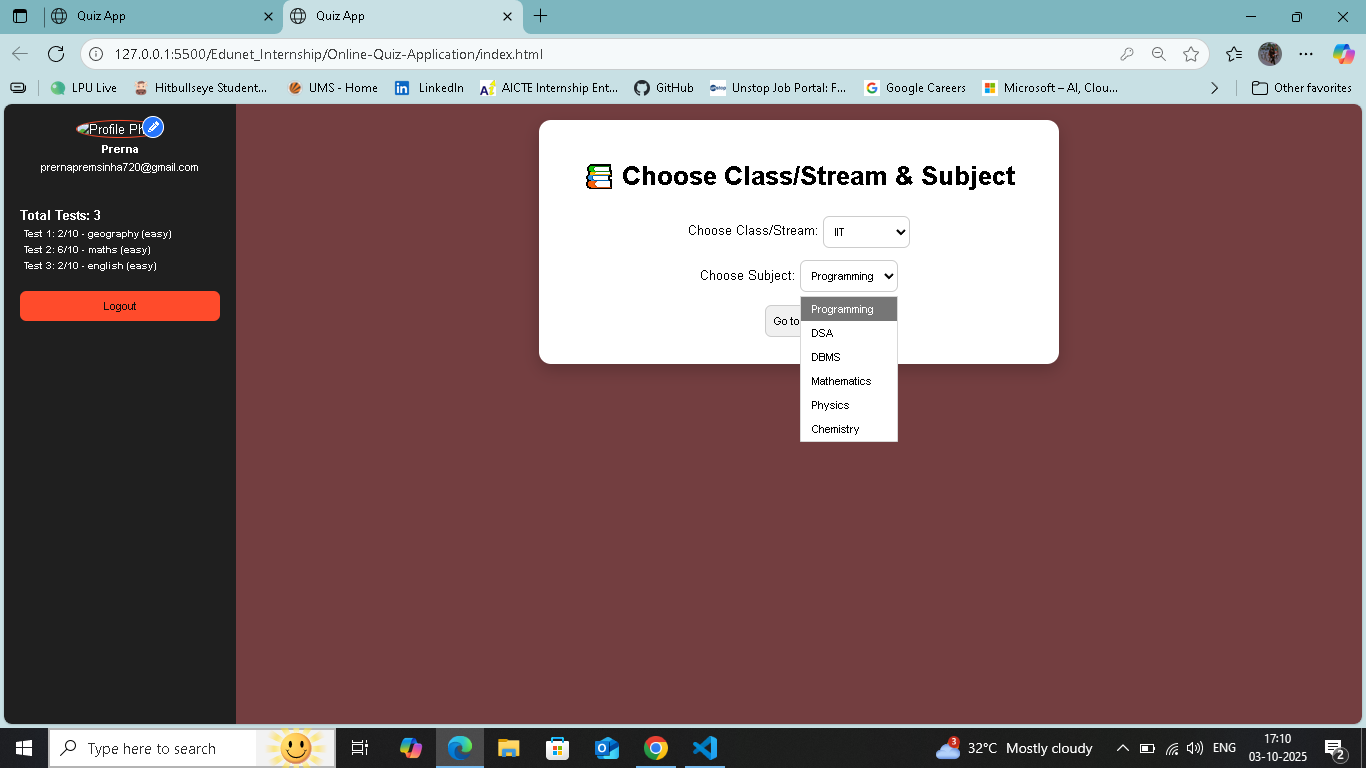 Quiz App
Quiz App
127.0.0.1:5500/Edunet_Internship/Online-Quiz-Application/index.html
LPU Live
Hitbullseye Student...
UMS - Home
LinkedIn
AICTE Internship Ent...
GitHub
Unstop Job Portal: F...
Google Careers
Microsoft – AI, Clou...
Other favorites
Profile Ph
Prerna
prernapremsinha720@gmail.com
Total Tests: 3
Test 1: 2/10 - geography (easy)
Test 2: 6/10 - maths (easy)
Test 3: 2/10 - english (easy)
Logout
Choose Class/Stream & Subject
Choose Class/Stream: IIT
Choose Subject: Programming
Go to
Programming
DSA
DBMS
Mathematics
Physics
Chemistry
Type here to search
3
32°C Mostly cloudy
ENG
17:10
03-10-2025
2